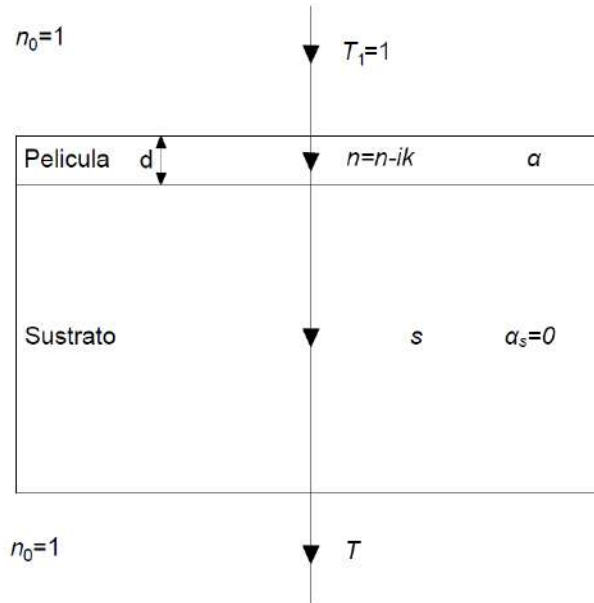 n₀=1
T₁=1
Pelicula d n=n-ik α
Sustrato s αₛ=0
n₀=1 T